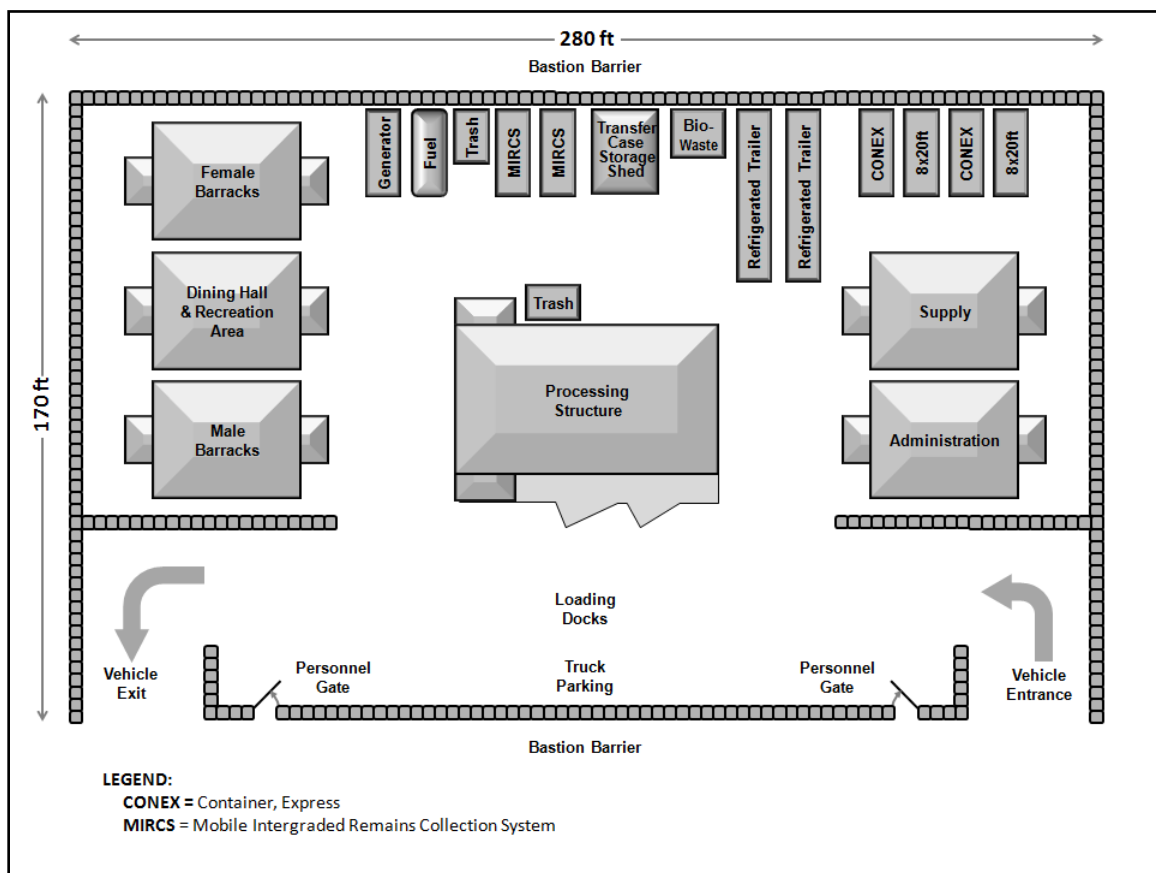 280 ft
Bastion Barrier
170 ft
Female
Barracks
Generator
Fuel
Trash
MIRCS
MIRCS
Transfer
Case
Storage
Shed
Bio-
Waste
Refrigerated Trailer
Refrigerated Trailer
CONEX
8x20ft
CONEX
8x20ft
Dining Hall
& Recreation
Area
Trash
Supply
Male
Barracks
Processing
Structure
Administration
Loading
Docks
Vehicle
Exit
Personnel
Gate
Truck
Parking
Personnel
Gate
Vehicle
Entrance
Bastion Barrier
LEGEND:
CONEX = Container, Express
MIRCS = Mobile Intergraded Remains Collection System